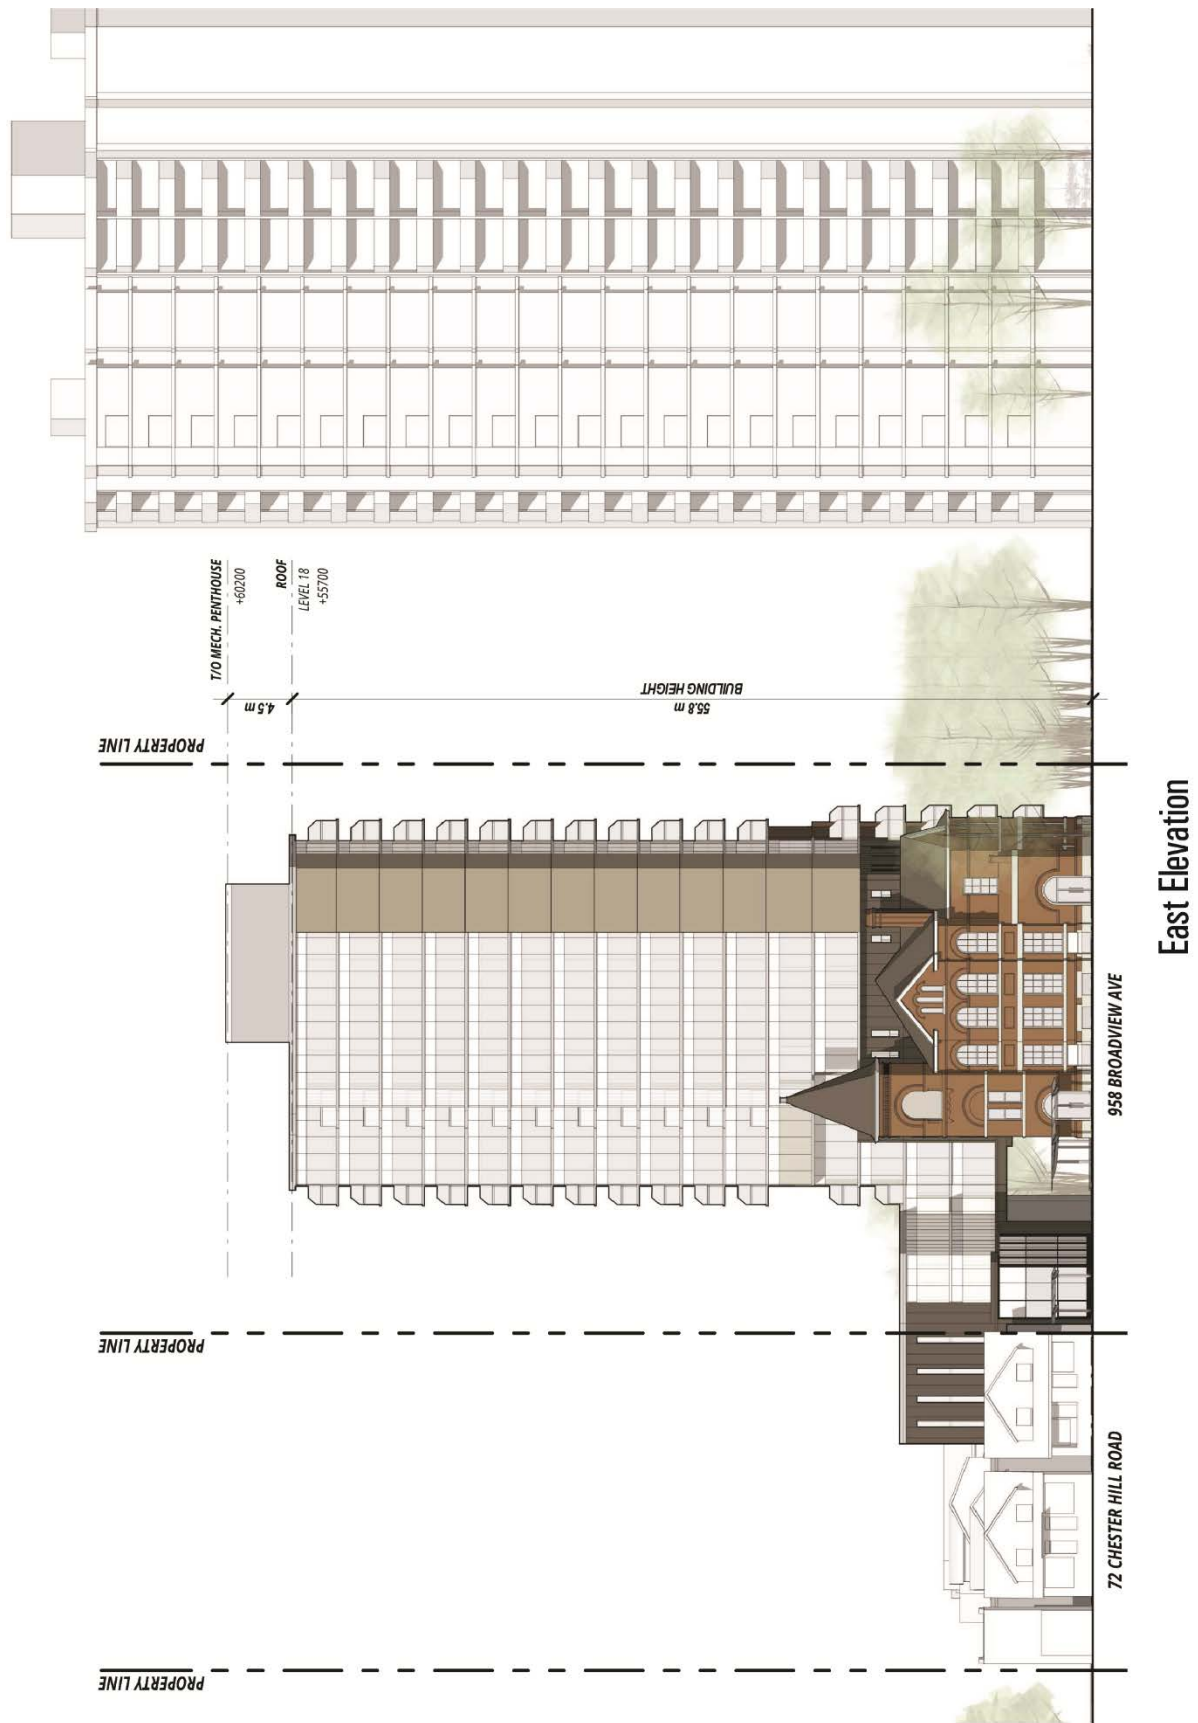 T/O MECH. PENTHOUSE
+60200
ROOF
LEVEL 18
+55700
4.5 m
BUILDING HEIGHT
55.8 m
PROPERTY LINE
PROPERTY LINE
PROPERTY LINE
958 BROADVIEW AVE
72 CHESTER HILL ROAD
East Elevation